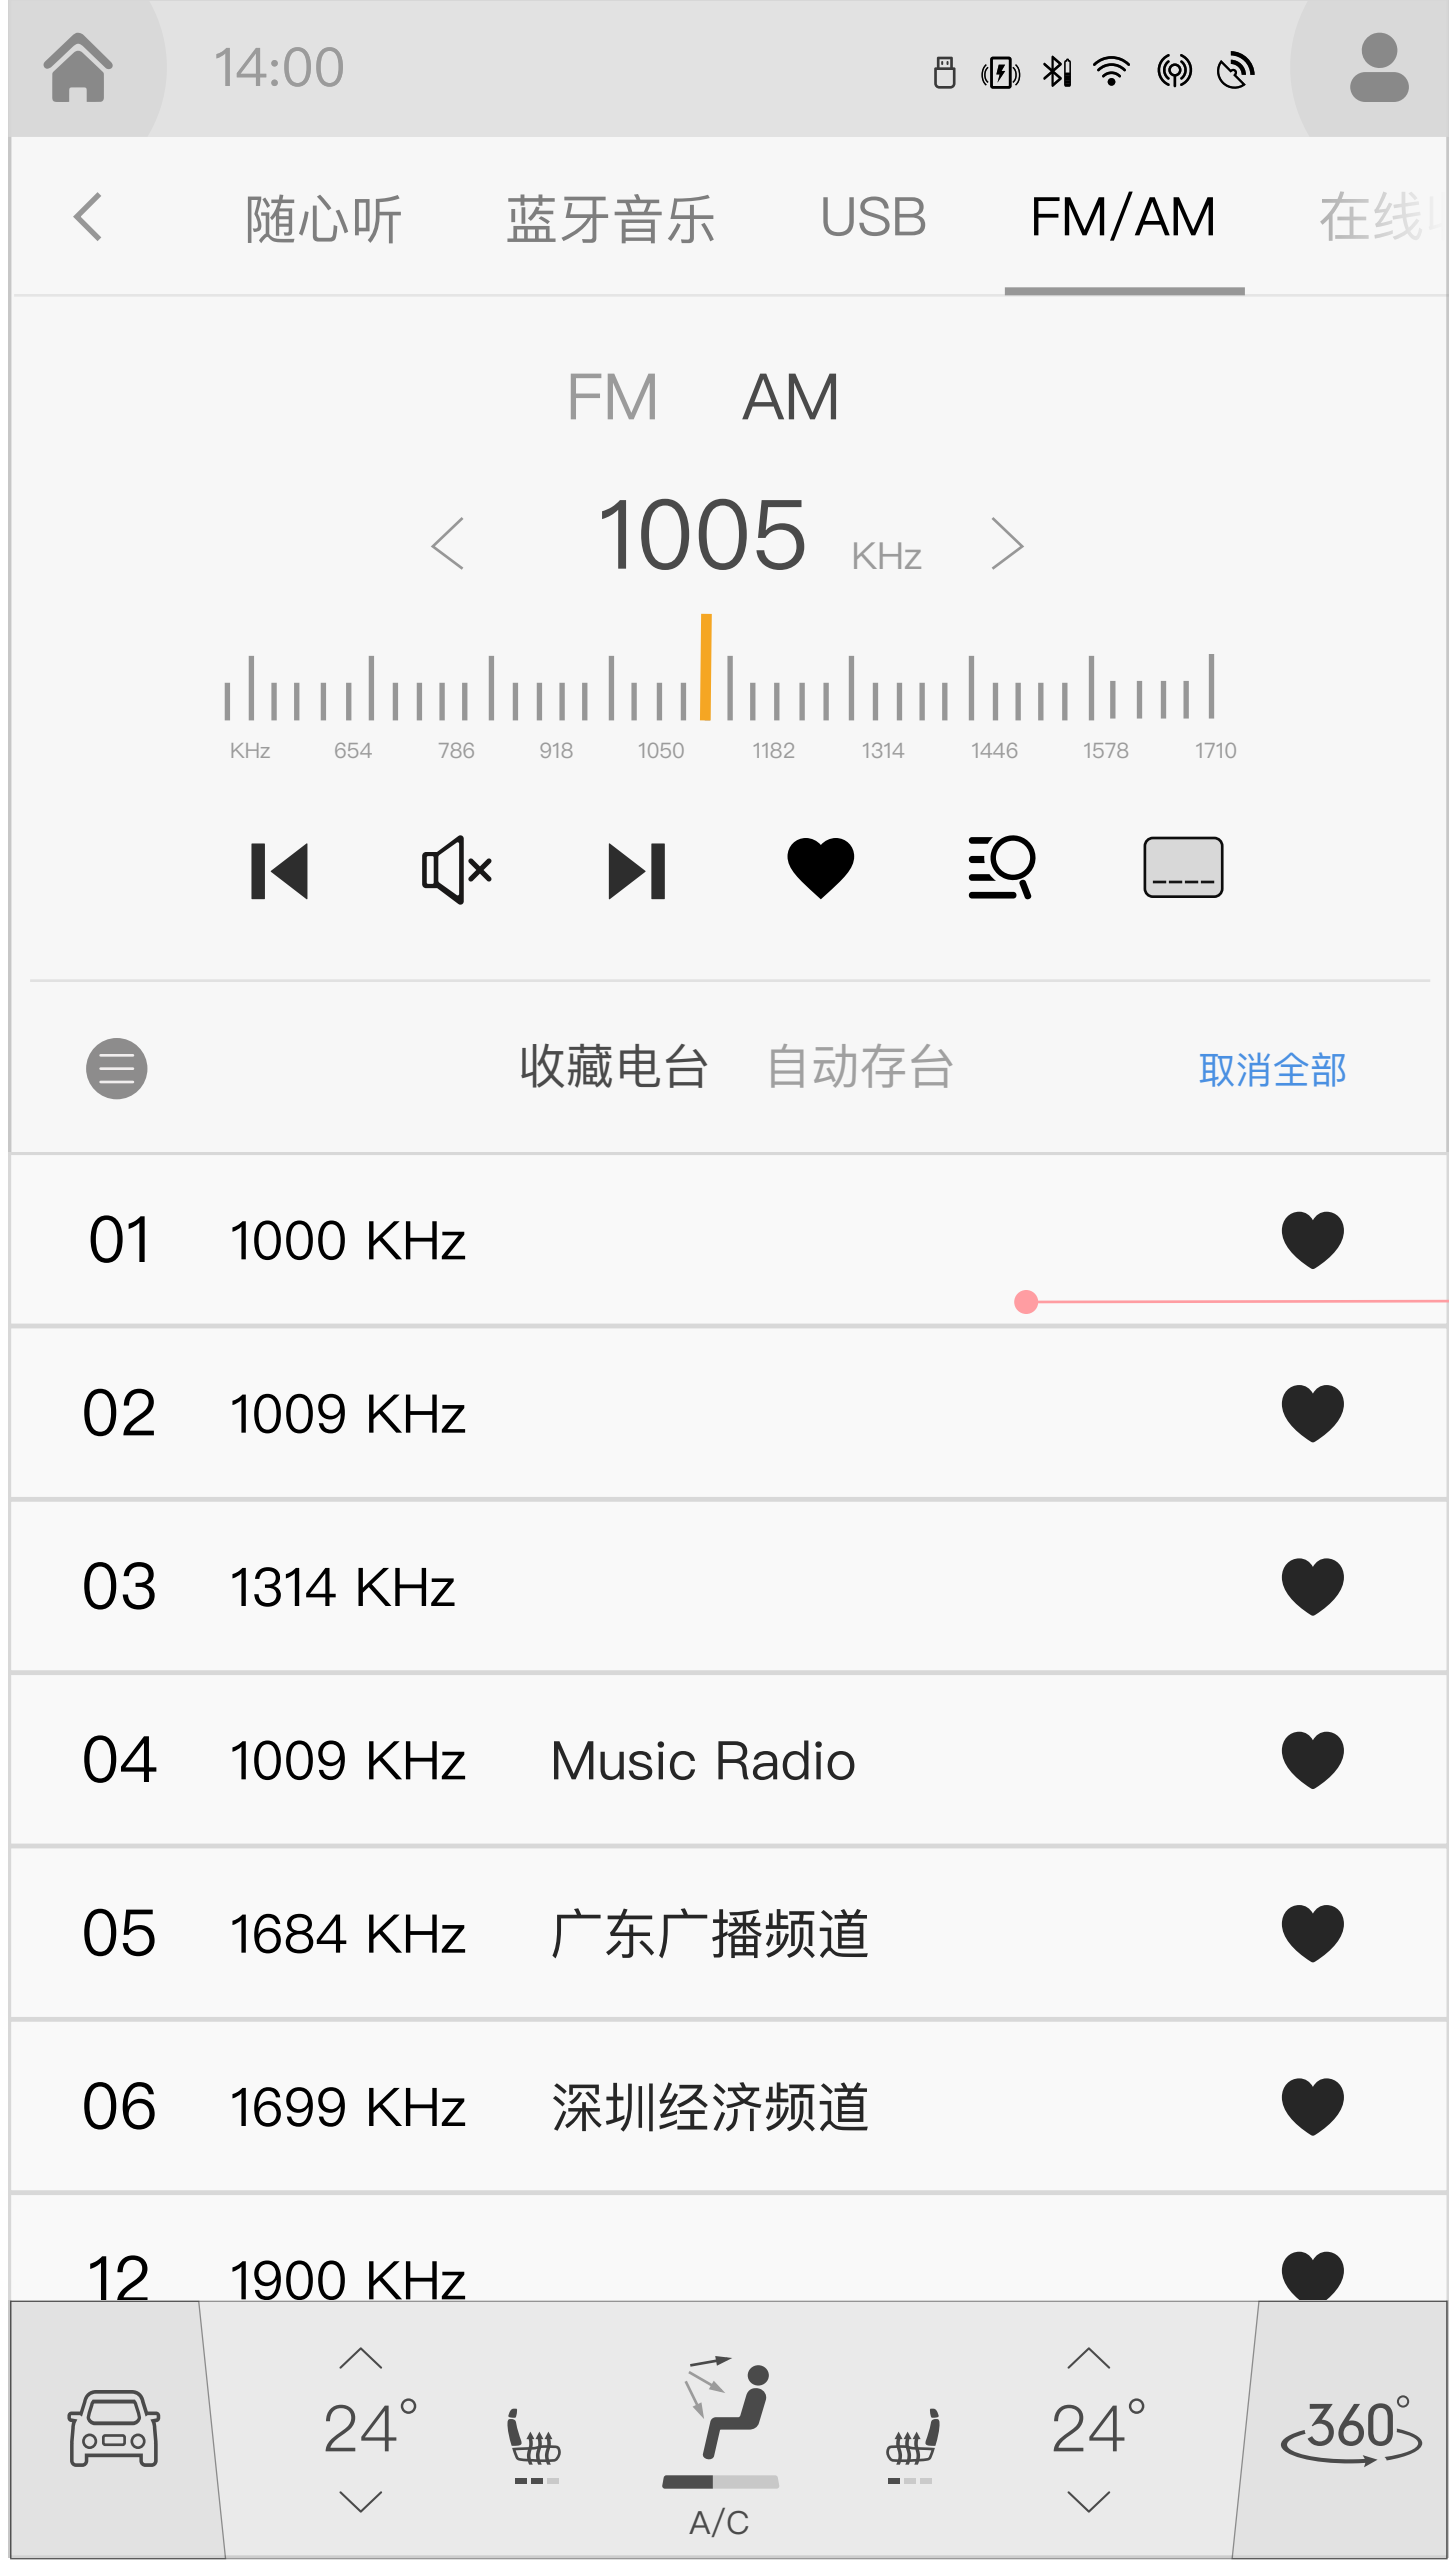 14:00
随心听 蓝牙音乐 USB FM/AM 在线
FM AM
1005 KHz
KHz 654 786 918 1050 1182 1314 1446 1578 1710
收藏电台 自动存台 取消全部
01 1000 KHz
02 1009 KHz
03 1314 KHz
04 1009 KHz Music Radio
05 1684 KHz 广东广播频道
06 1699 KHz 深圳经济频道
12 1900 KHz
24° 24° 360°
A/C